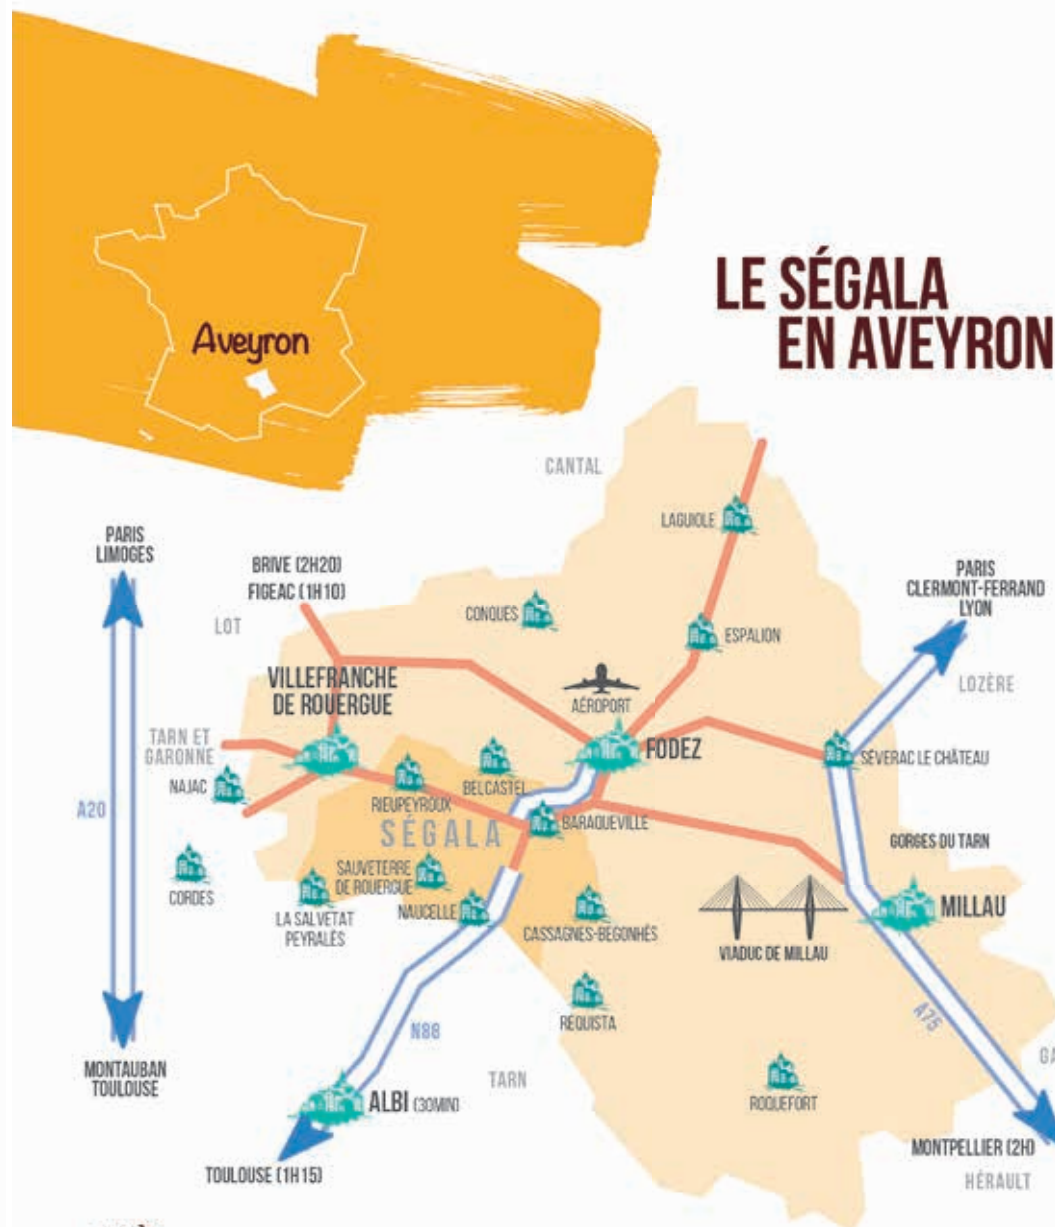 Aveyron
LE SÉGALA
EN AVEYRON
CANTAL
LAGUIOLE
PARIS
LIMOGES
BRIVE (2H20)
FIGEAC (1H10)
PARIS
CLERMONT-FERRAND
LYON
CONQUES
LOT
ESPALION
VILLEFRANCHE
DE ROUERGUE
LOZÈRE
AÉROPORT
TARN ET
GARONNE
FODEZ
SÉVERAC LE CHÂTEAU
NAJAC
BELCASTEL
RIEUPEYROUX
A20
SÉGALA
BARAQUEVILLE
GORGES DU TARN
SAUVETERRE
DE ROUERGUE
CORDES
LA SALVETAT
PEYRALÈS
NAUCELLE
CASSAGNES-BEGONHÈS
MILLAU
VIADUC DE MILLAU
REQUISTA
A75
N88
MONTAUBAN
TOULOUSE
TARN
GA
ALBI (30MIN)
ROQUEFORT
MONTPELLIER (2H)
TOULOUSE (1H15)
HÉRAULT